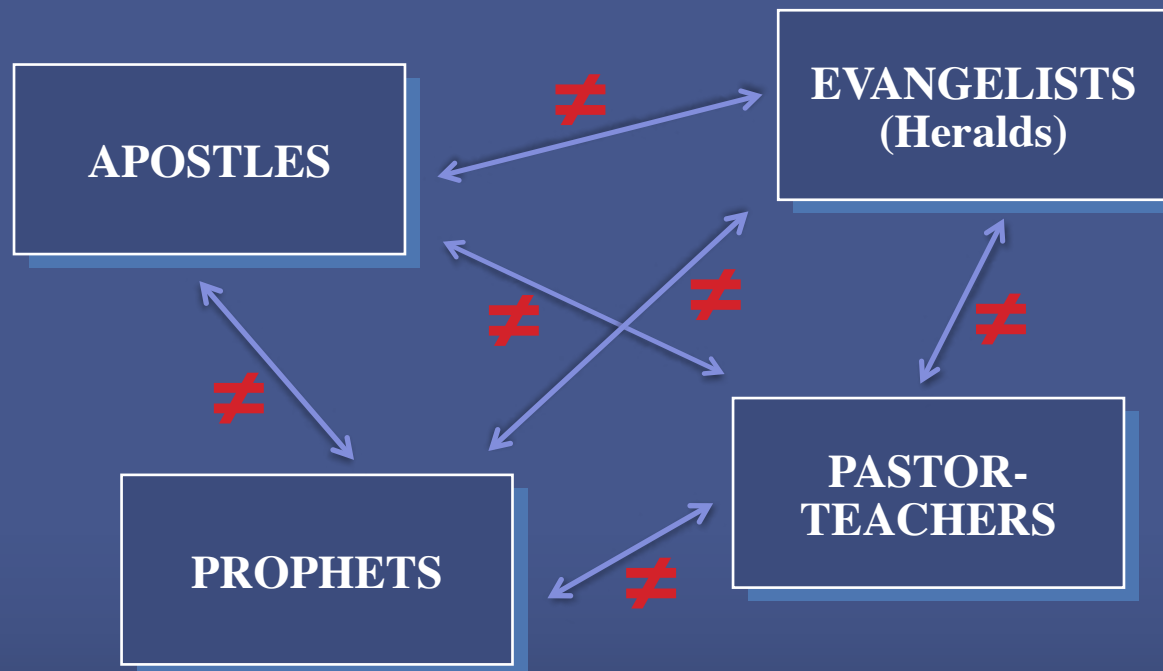 APOSTLES
≠
EVANGELISTS
(Heralds)
≠
≠
≠
≠
PROPHETS
≠
PASTOR-
TEACHERS